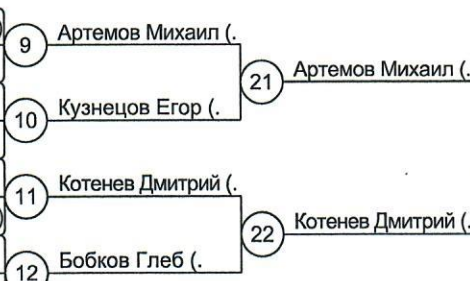 9 Артемов Михаил (.
21 Артемов Михаил (.
10 Кузнецов Егор (.
11 Котенев Дмитрий (.
22 Котенев Дмитрий (.
12 Бобков Глеб (.